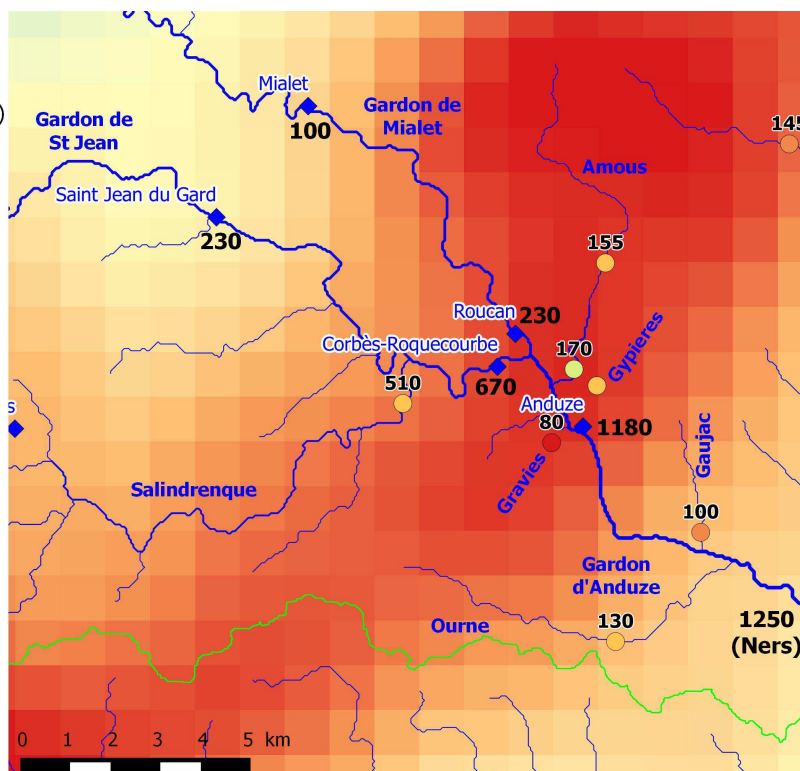 Mialet
100
Gardon de
Mialet
Gardon de
St Jean
145
Amous
Saint Jean du Gard
230
155
Roucan
230
Corbès-Roquecourbe
670
170
Gypieres
510
Anduze
80
1180
s
Gravies
Gaujac
Salindrenque
100
Gardon
d'Anduze
Ourne
130
1250
(Ners)
0 1 2 3 4 5 km